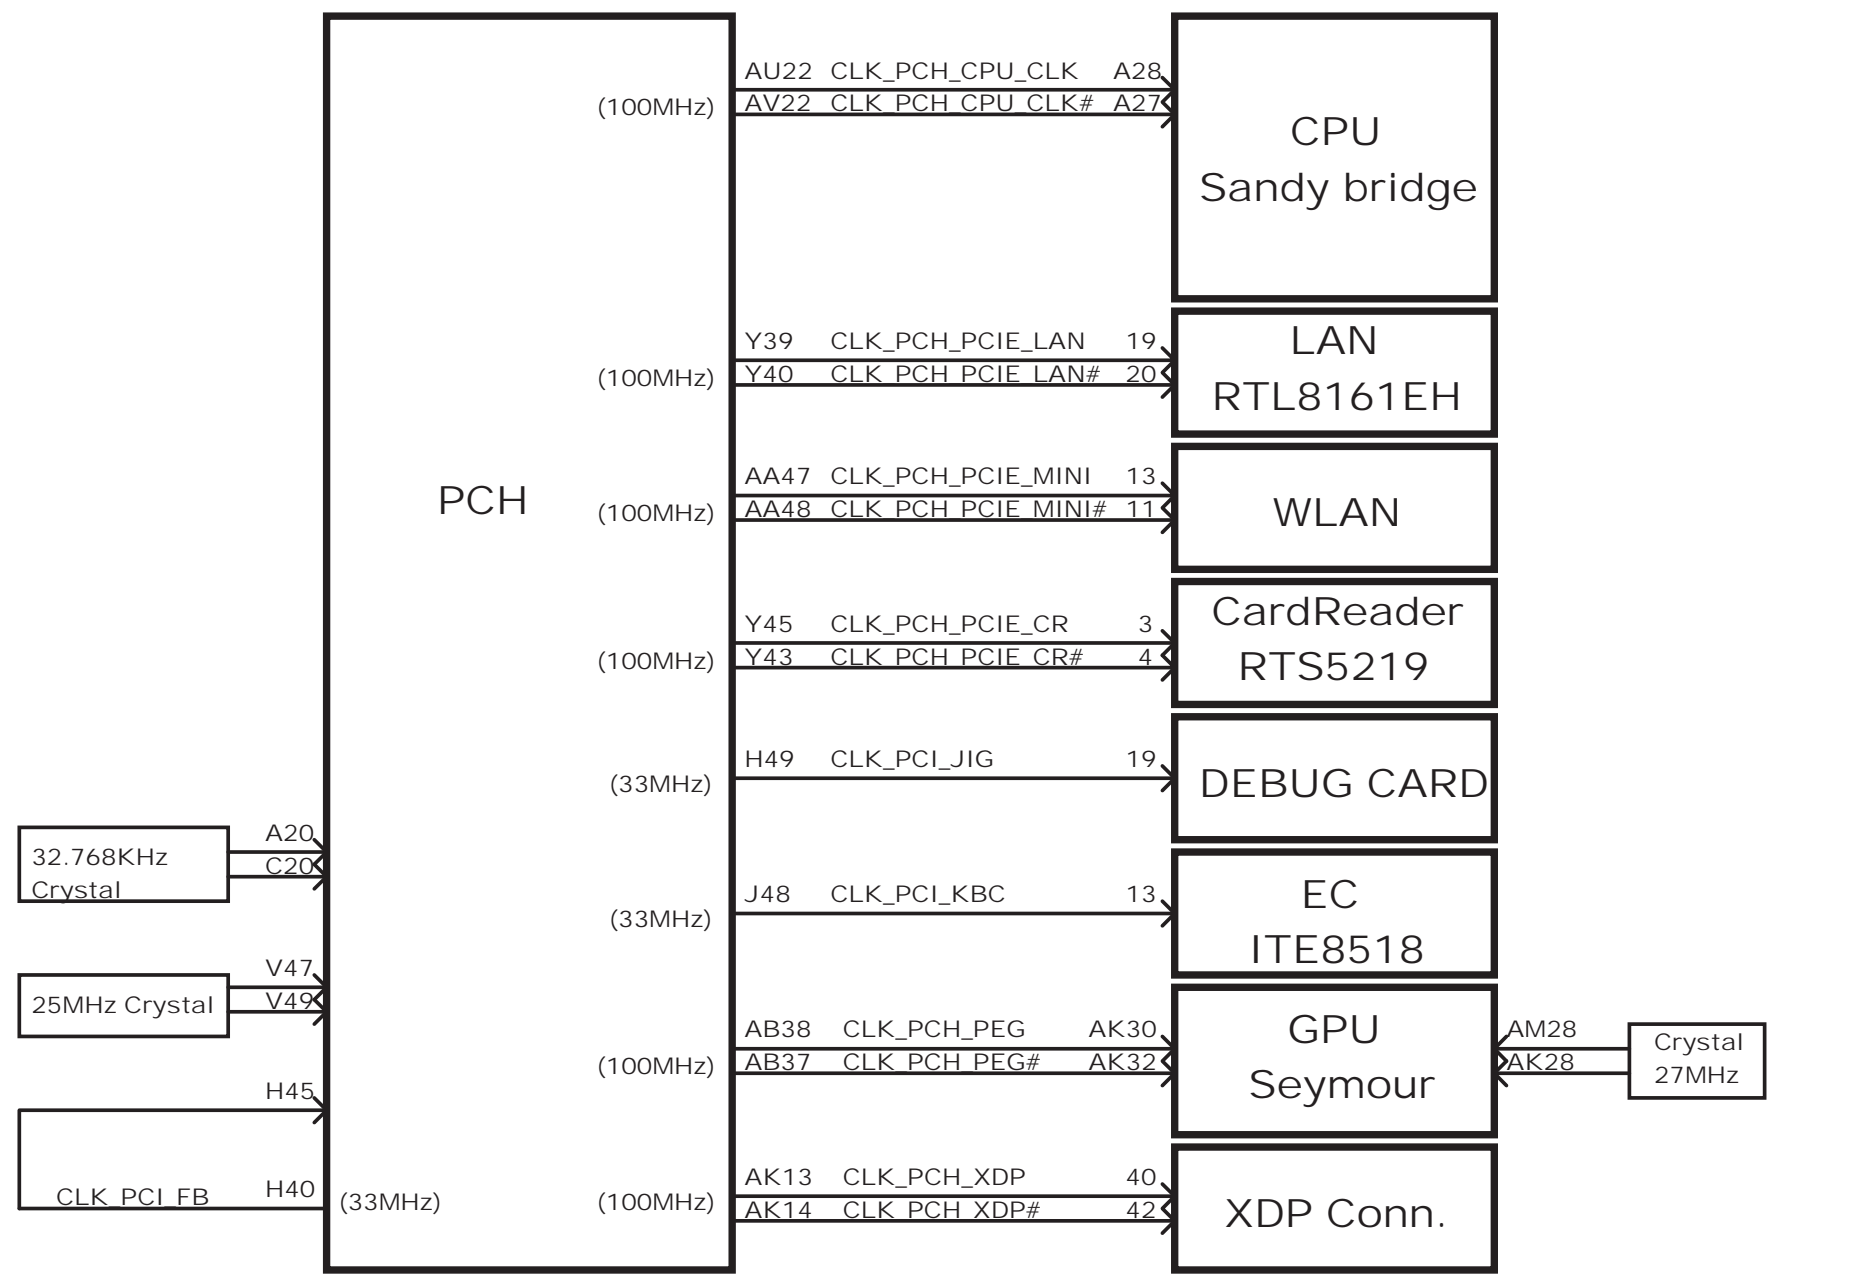 AU22 CLK_PCH_CPU_CLK A28
(100MHz) AV22 CLK_PCH_CPU_CLK# A27
CPU
Sandy bridge
Y39 CLK_PCH_PCIE_LAN 19
(100MHz) Y40 CLK_PCH_PCIE_LAN# 20
LAN
RTL8161EH
PCH
AA47 CLK_PCH_PCIE_MINI 13
(100MHz) AA48 CLK_PCH_PCIE_MINI# 11
WLAN
Y45 CLK_PCH_PCIE_CR 3
(100MHz) Y43 CLK_PCH_PCIE_CR# 4
CardReader
RTS5219
H49 CLK_PCI_JIG 19
(33MHz)
DEBUG CARD
32.768KHz
Crystal
A20
C20
J48 CLK_PCI_KBC 13
(33MHz)
EC
ITE8518
25MHz Crystal
V47
V49
AB38 CLK_PCH_PEG AK30
(100MHz) AB37 CLK_PCH_PEG# AK32
GPU
Seymour
AM28
AK28
Crystal
27MHz
H45
CLK_PCI_FB H40 (33MHz)
AK13 CLK_PCH_XDP 40
(100MHz) AK14 CLK_PCH_XDP# 42
XDP Conn.